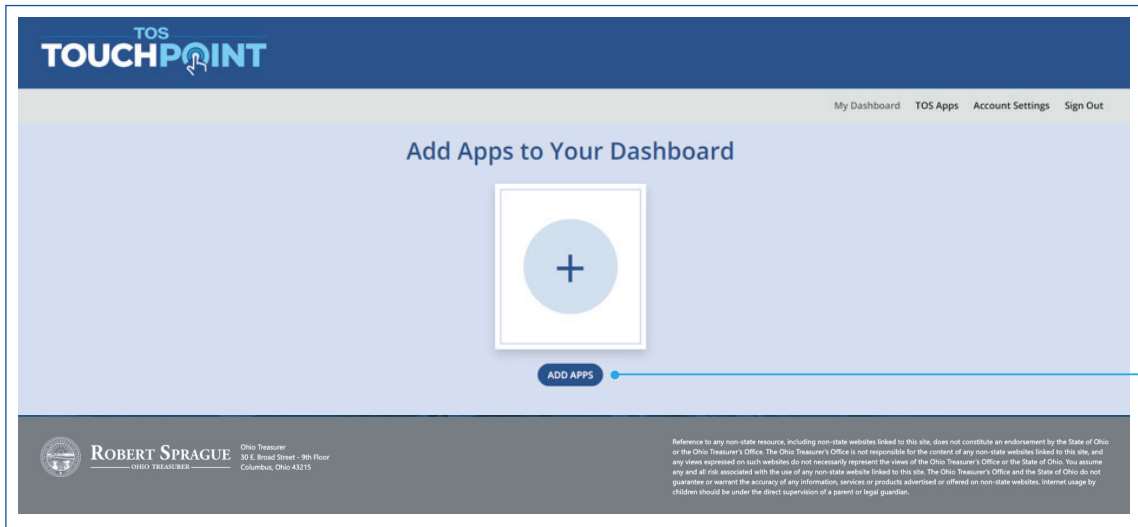 TOS
TOUCHPOINT
My Dashboard TOS Apps Account Settings Sign Out
Add Apps to Your Dashboard
+
ADD APPS
ROBERT SPRAGUE
OHIO TREASURER
Ohio Treasurer
30 E. Broad Street - 9th Floor
Columbus, Ohio 43215
Reference to any non-state resource, including non-state websites linked to this site, does not constitute an endorsement by the State of Ohio
or the Ohio Treasurer's Office. The Ohio Treasurer's Office is not responsible for the content of any non-state websites linked to this site, and
any views expressed on such websites do not necessarily represent the views of the Ohio Treasurer's Office or the State of Ohio. You assume
any and all risk associated with the use of any non-state website linked to this site. The Ohio Treasurer's Office and the State of Ohio do not
guarantee or warrant the accuracy of any information, services or products advertised or offered on non-state websites. Internet usage by
children should be under the direct supervision of a parent or legal guardian.